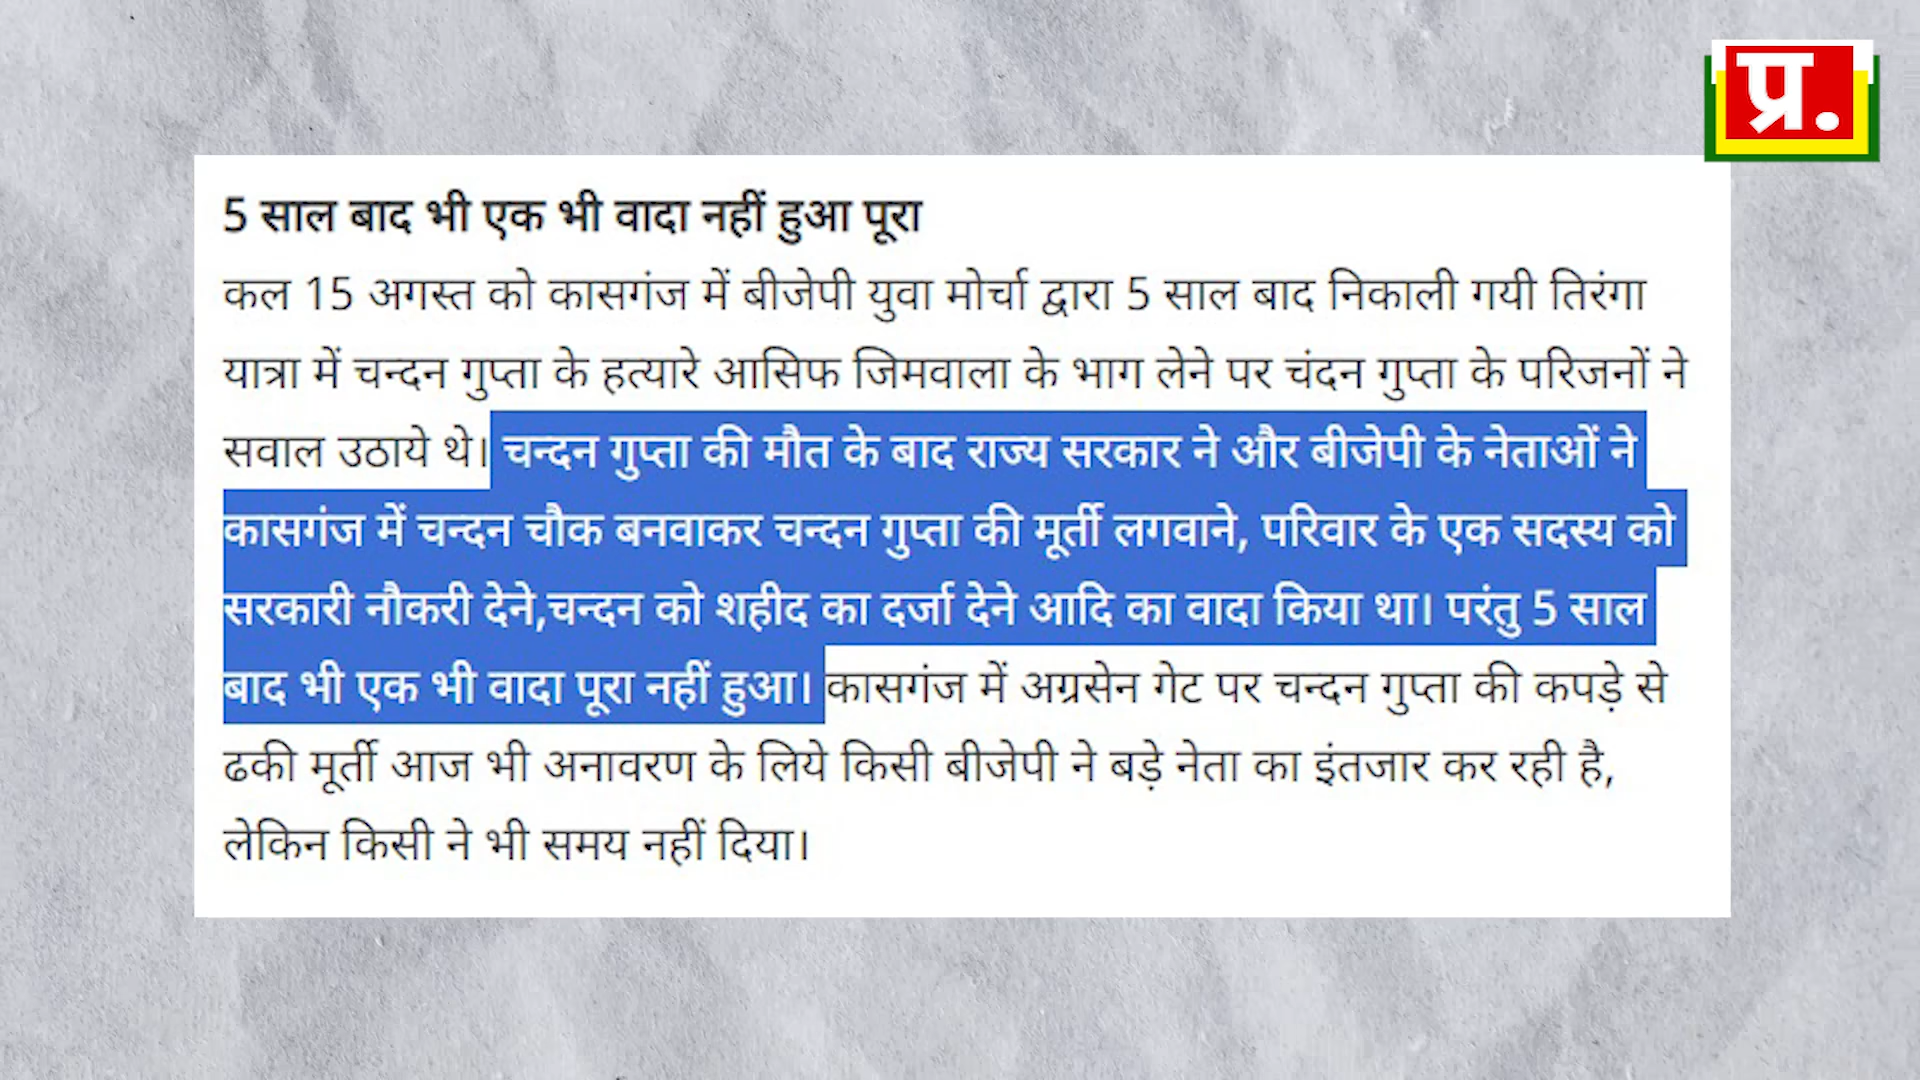 प्र.
5 साल बाद भी एक भी वादा नहीं हुआ पूरा
कल 15 अगस्त को कासगंज में बीजेपी युवा मोर्चा द्वारा 5 साल बाद निकाली गयी तिरंगा
यात्रा में चन्दन गुप्ता के हत्यारे आसिफ जिमवाला के भाग लेने पर चंदन गुप्ता के परिजनों ने
सवाल उठाये थे। चन्दन गुप्ता की मौत के बाद राज्य सरकार ने और बीजेपी के नेताओं ने
कासगंज में चन्दन चौक बनवाकर चन्दन गुप्ता की मूर्ती लगवाने, परिवार के एक सदस्य को
सरकारी नौकरी देने,चन्दन को शहीद का दर्जा देने आदि का वादा किया था। परंतु 5 साल
बाद भी एक भी वादा पूरा नहीं हुआ। कासगंज में अग्रसेन गेट पर चन्दन गुप्ता की कपड़े से
ढकी मूर्ती आज भी अनावरण के लिये किसी बीजेपी ने बड़े नेता का इंतजार कर रही है,
लेकिन किसी ने भी समय नहीं दिया।